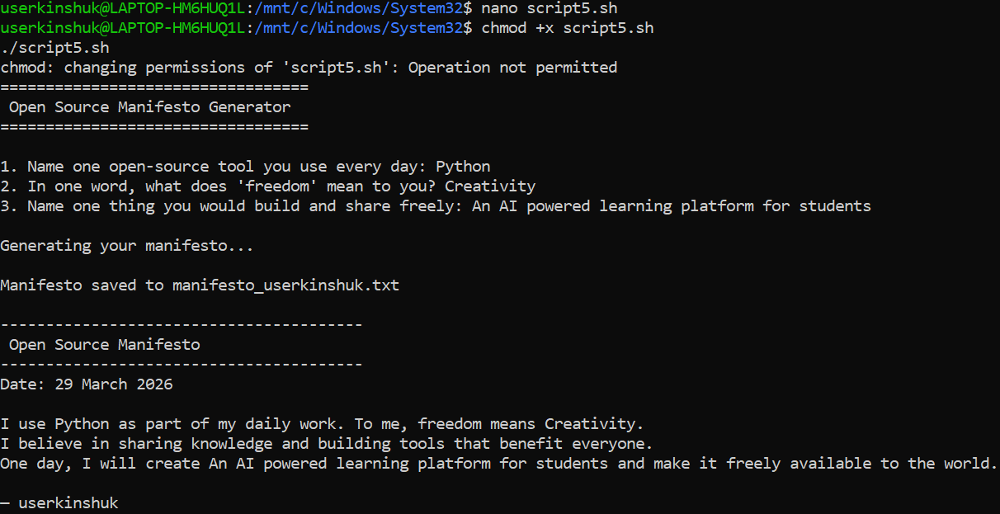 userkinshuk@LAPTOP-HM6HUQ1L:/mnt/c/Windows/System32$ nano script5.sh
userkinshuk@LAPTOP-HM6HUQ1L:/mnt/c/Windows/System32$ chmod +x script5.sh
./script5.sh
chmod: changing permissions of 'script5.sh': Operation not permitted
==================================
 Open Source Manifesto Generator
==================================
1. Name one open-source tool you use every day: Python
2. In one word, what does 'freedom' mean to you? Creativity
3. Name one thing you would build and share freely: An AI powered learning platform for students
Generating your manifesto...
Manifesto saved to manifesto_userkinshuk.txt
----------------------------------------
 Open Source Manifesto
----------------------------------------
Date: 29 March 2026
I use Python as part of my daily work. To me, freedom means Creativity.
I believe in sharing knowledge and building tools that benefit everyone.
One day, I will create An AI powered learning platform for students and make it freely available to the world.
— userkinshuk